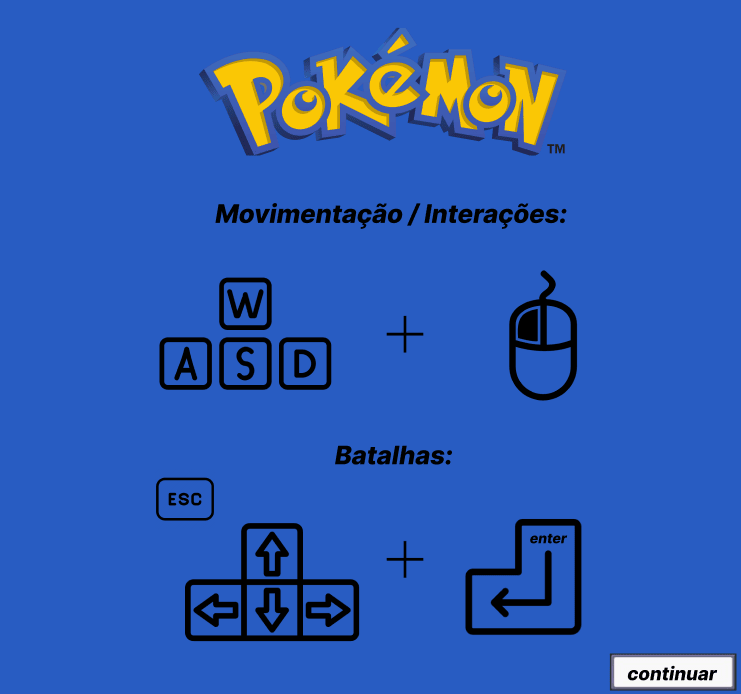 POKéMON
TM
Movimentação / Interações:
W
A S D
Batalhas:
ESC
enter
continuar